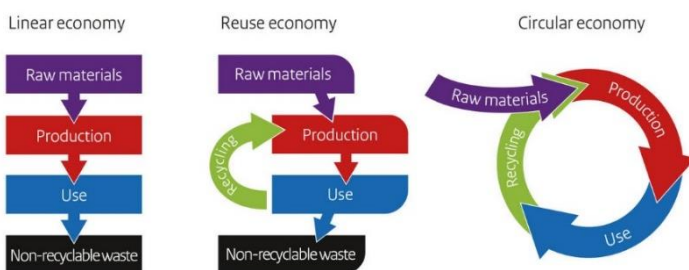 Linear economy
Raw materials
Production
Use
Non-recyclable waste
Reuse economy
Raw materials
Production
Recycling
Use
Non-recyclable waste
Circular economy
Raw materials
Production
Recycling
Use